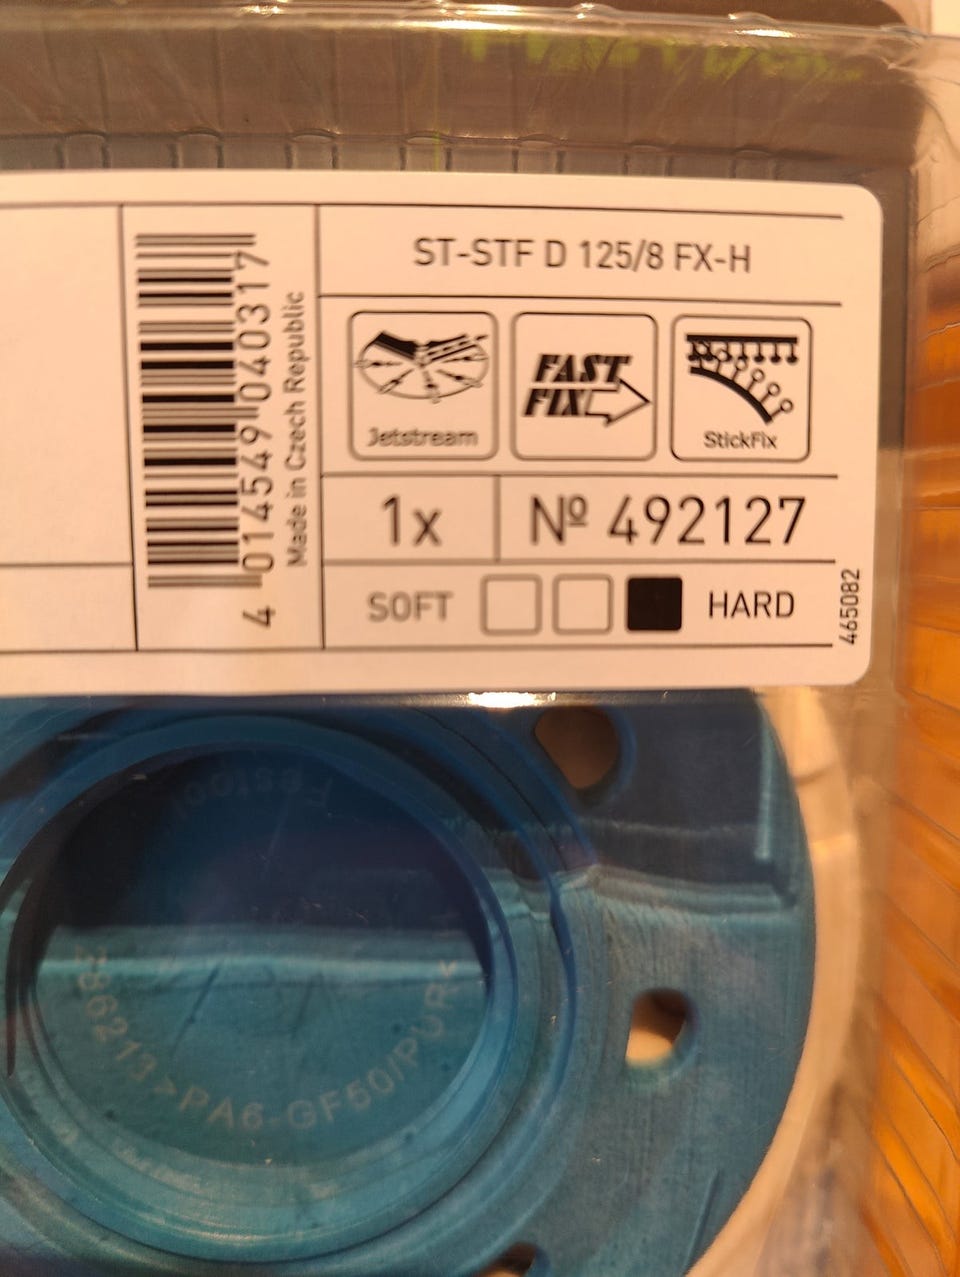 ST-STF D 125/8 FX-H
Jetstream
FAST
FIX
StickFix
1x
Nº 492127
SOFT
HARD
465082
4 014549 040317
Made in Czech Republic
Festool
>PA6-GF50/PUR<